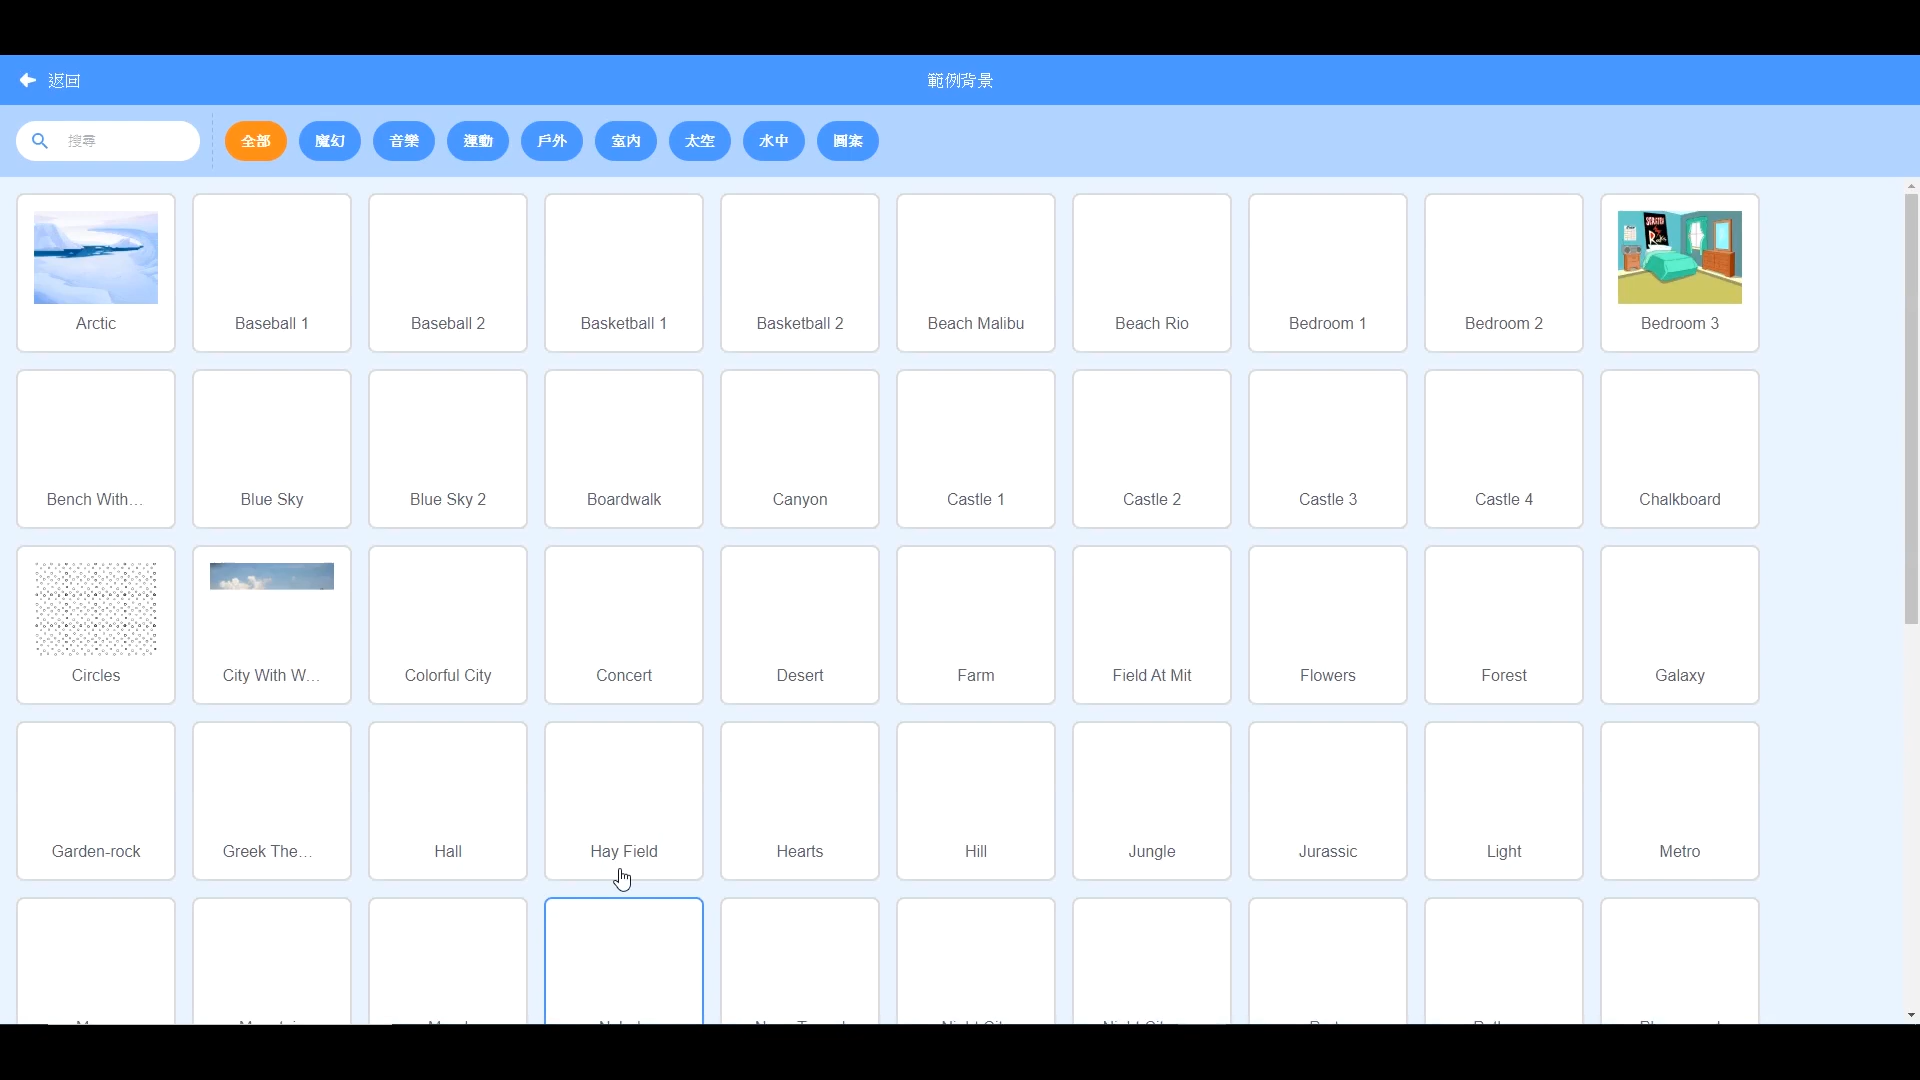 返回
範例背景
搜尋
全部 魔幻 音樂 運動 戶外 室內 太空 水中 圖案
SCRATCH
Arctic Baseball 1 Baseball 2 Basketball 1 Basketball 2 Beach Malibu Beach Rio Bedroom 1 Bedroom 2 Bedroom 3
Bench With... Blue Sky Blue Sky 2 Boardwalk Canyon Castle 1 Castle 2 Castle 3 Castle 4 Chalkboard
Circles City With W... Colorful City Concert Desert Farm Field At Mit Flowers Forest Galaxy
Garden-rock Greek The... Hall Hay Field Hearts Hill Jungle Jurassic Light Metro